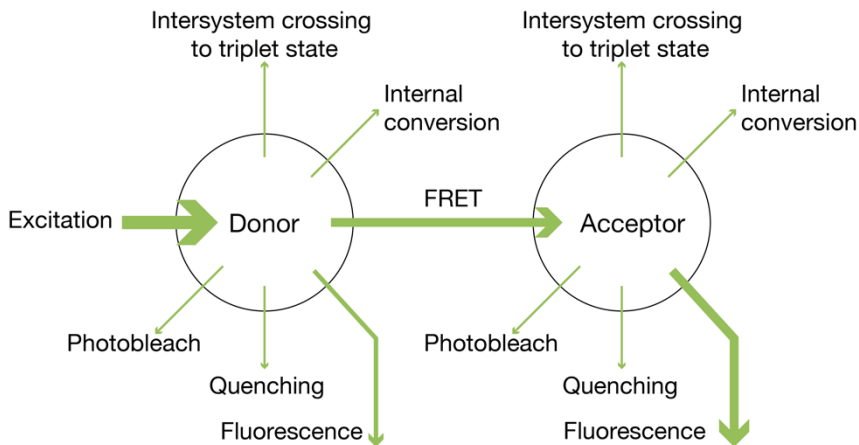 Intersystem crossing
to triplet state
Intersystem crossing
to triplet state
Internal
conversion
Internal
conversion
Excitation
Donor
FRET
Acceptor
Photobleach
Photobleach
Quenching
Quenching
Fluorescence
Fluorescence